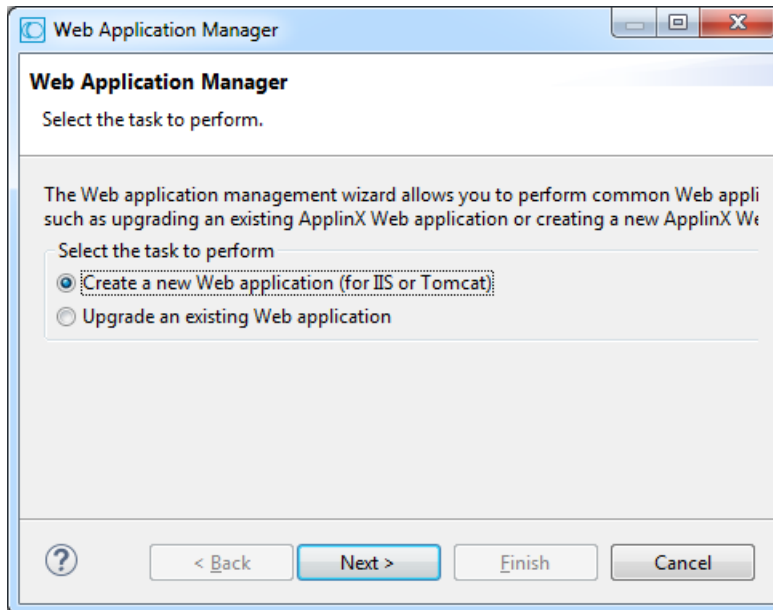 Web Application Manager
Web Application Manager
Select the task to perform.
The Web application management wizard allows you to perform common Web appli
such as upgrading an existing ApplinX Web application or creating a new ApplinX We
Select the task to perform
Create a new Web application (for IIS or Tomcat)
Upgrade an existing Web application
? < Back Next > Finish Cancel